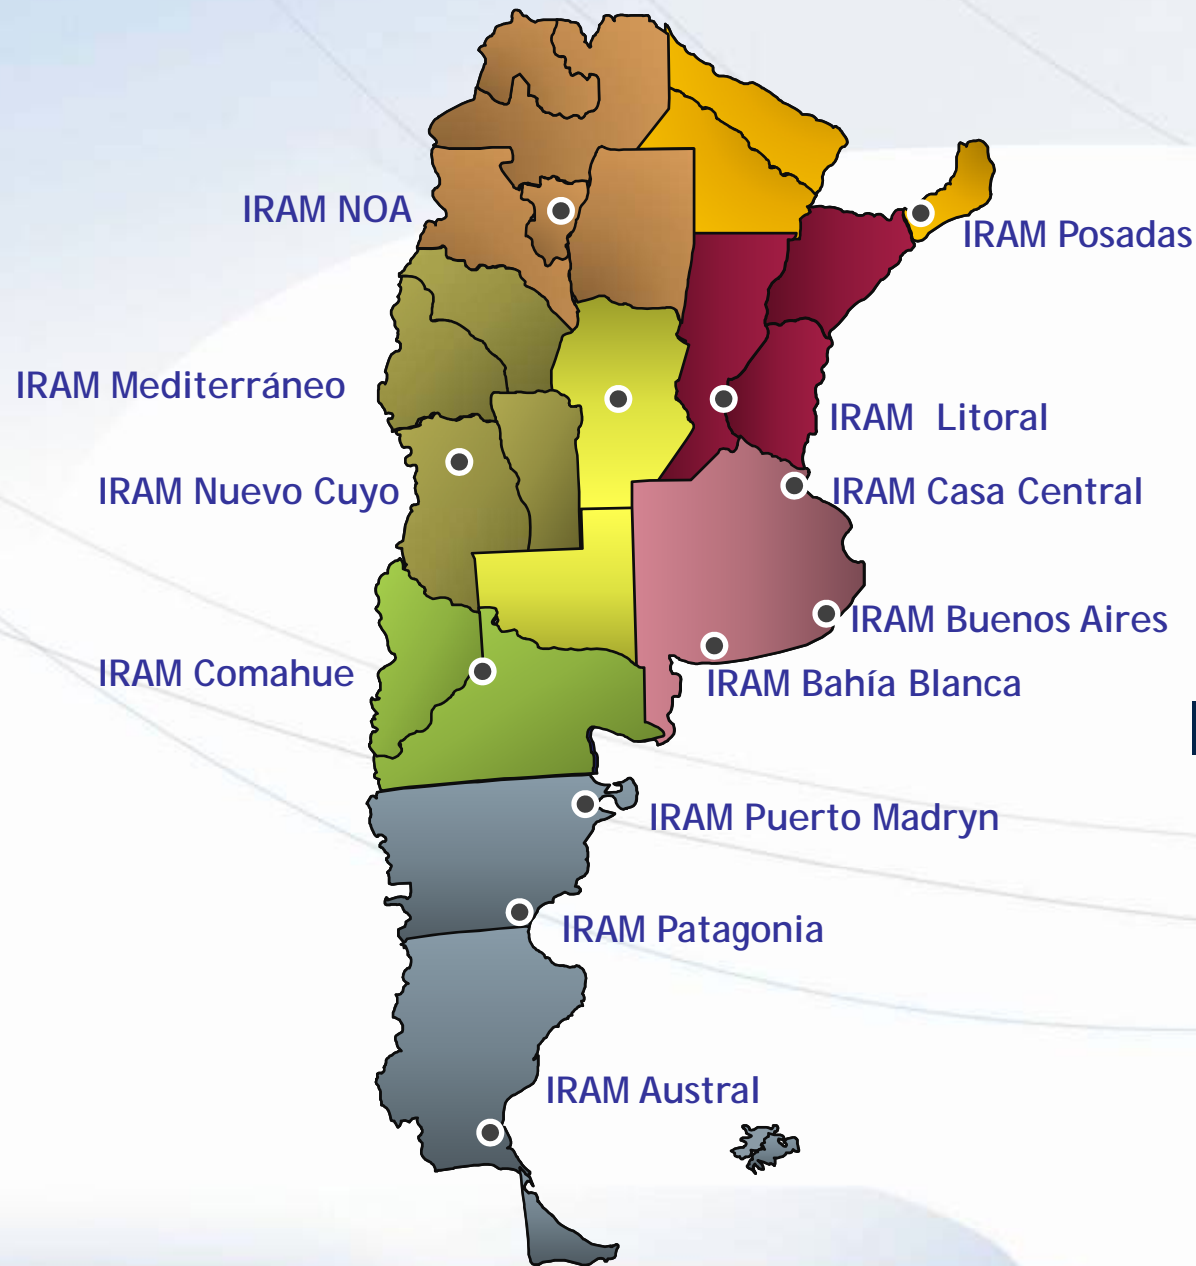 IRAM NOA
IRAM Posadas
IRAM Mediterráneo
IRAM Litoral
IRAM Nuevo Cuyo
IRAM Casa Central
IRAM Buenos Aires
IRAM Comahue
IRAM Bahía Blanca
IRAM Puerto Madryn
IRAM Patagonia
IRAM Austral